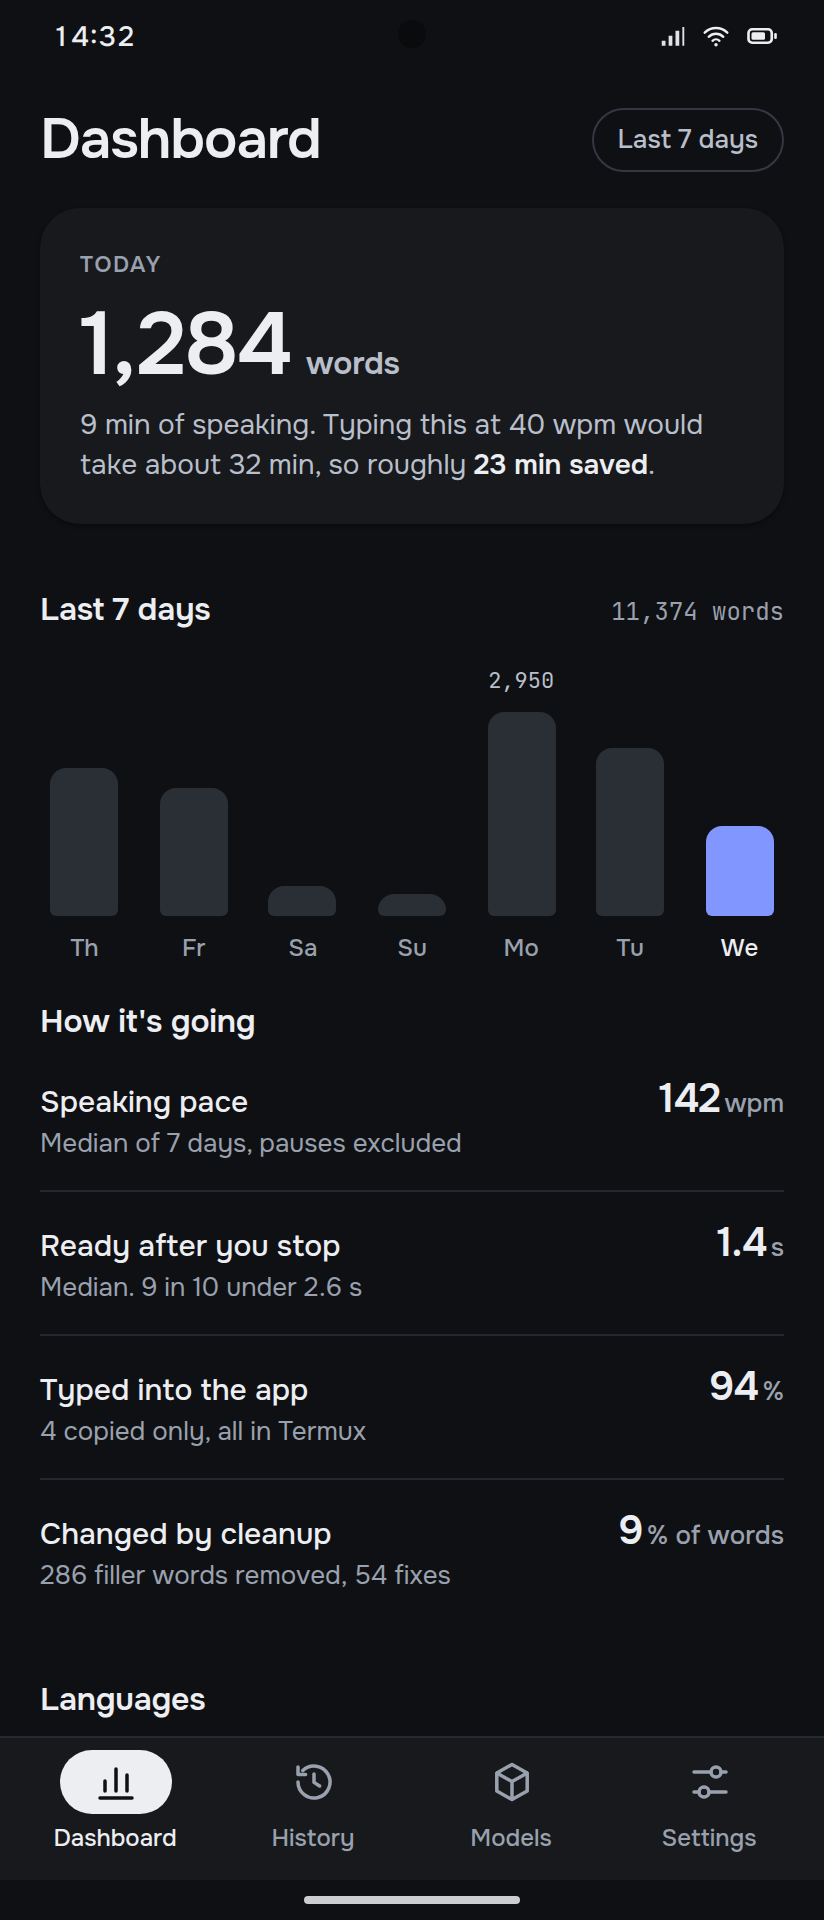 14:32
Dashboard
Last 7 days
TODAY
1,284 words
9 min of speaking. Typing this at 40 wpm would
take about 32 min, so roughly 23 min saved.
Last 7 days
11,374 words
2,950
Th Fr Sa Su Mo Tu We
How it's going
Speaking pace
142 wpm
Median of 7 days, pauses excluded
Ready after you stop
1.4 s
Median. 9 in 10 under 2.6 s
Typed into the app
94 %
4 copied only, all in Termux
Changed by cleanup
9 % of words
286 filler words removed, 54 fixes
Languages
Dashboard History Models Settings